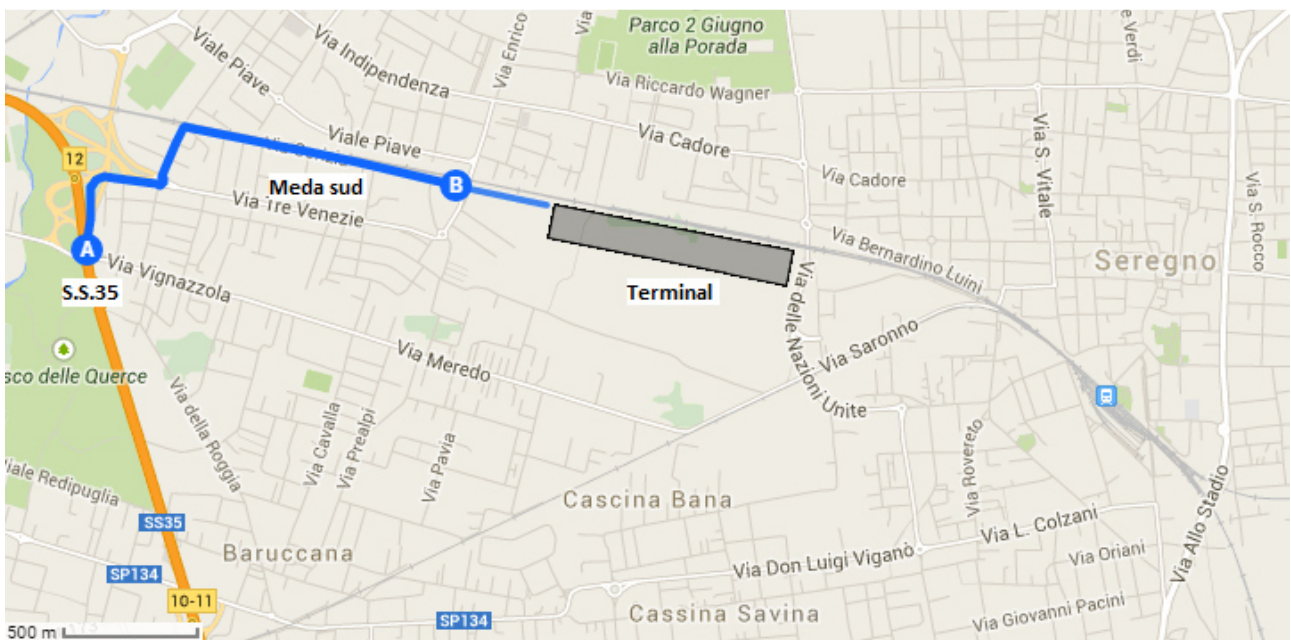 Parco 2 Giugno
alla Porada
Viale Piave
Via Indipendenza
Via Enrico
Via
Verdi
Via Riccardo Wagner
Viale Piave
Via Cadore
Via S. Vitale
12
Meda sud
B
Via Cadore
Via Tre Venezie
Via S. Rocco
A
Via Vignazzola
Via Bernardino Luini
Seregno
S.S.35
Terminal
Via delle Nazioni Unite
Via Saronno
Via Meredo
sco delle Querce
Via della Roggia
Via Cavalla
Via Prealpi
Via Pavia
Via Rovereto
iale Redipuglia
Cascina Bana
Via Allo Stadio
SS35
Via L. Colzani
Baruccana
Via Don Luigi Viganò
Via Oriani
SP134
10-11
SP134
Cassina Savina
Via Giovanni Pacini
500 m